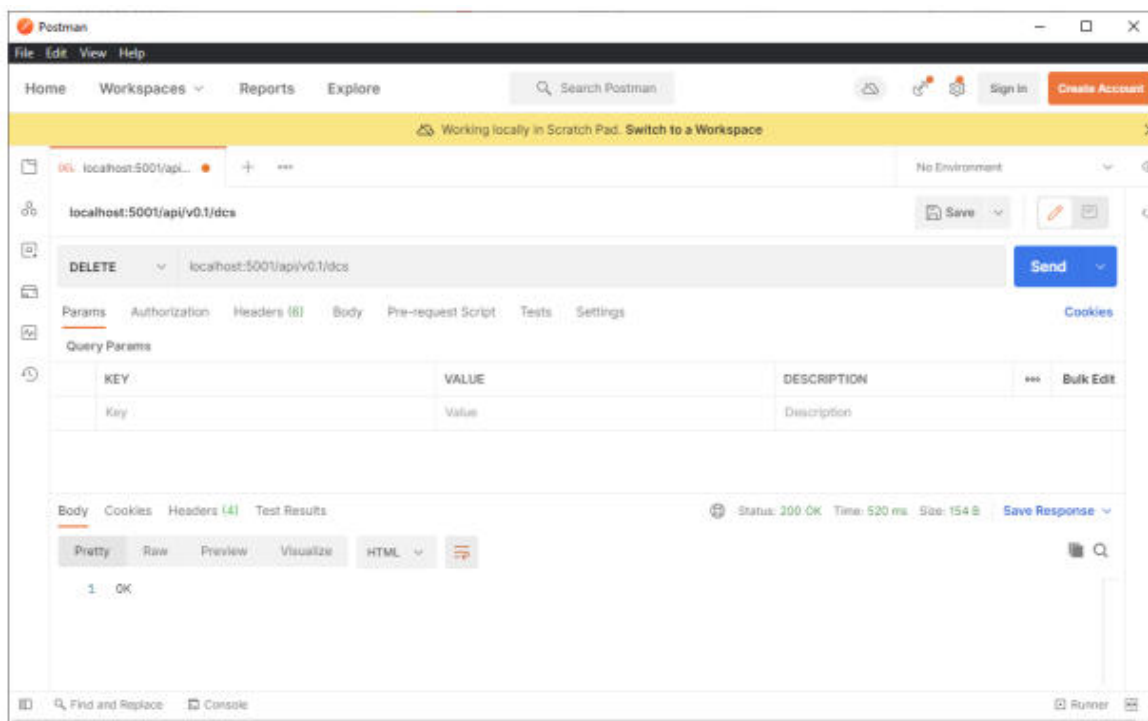 Postman
File Edit View Help
Home Workspaces Reports Explore Search Postman Sign In Create Account
Working locally in Scratch Pad. Switch to a Workspace
DEL localhost:5001/api... No Environment
localhost:5001/api/v0.1/dcs Save
DELETE localhost:5001/api/v0.1/dcs Send
Params Authorization Headers (6) Body Pre-request Script Tests Settings Cookies
Query Params
KEY VALUE DESCRIPTION Bulk Edit
Key Value Description
Body Cookies Headers (4) Test Results Status: 200 OK Time: 520 ms Size: 154 B Save Response
Pretty Raw Preview Visualize HTML
1 OK
Find and Replace Console Runner